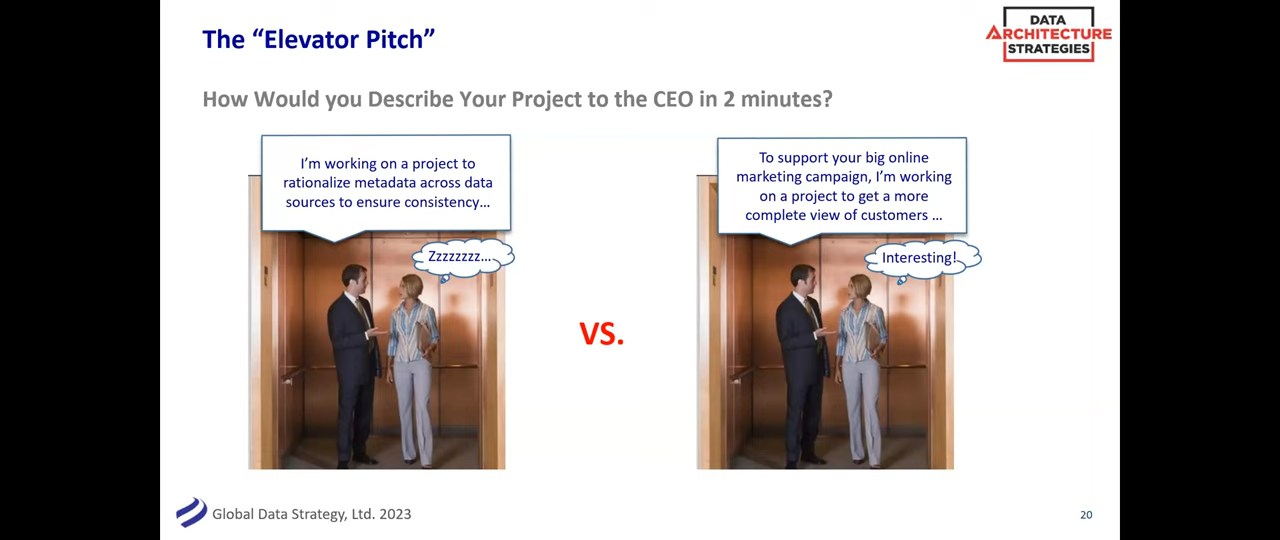 The “Elevator Pitch”
DATA
ARCHITECTURE
STRATEGIES
How Would you Describe Your Project to the CEO in 2 minutes?
I’m working on a project to
rationalize metadata across data
sources to ensure consistency…
Zzzzzzzz…
VS.
To support your big online
marketing campaign, I’m working
on a project to get a more
complete view of customers …
Interesting!
Global Data Strategy, Ltd. 2023
20